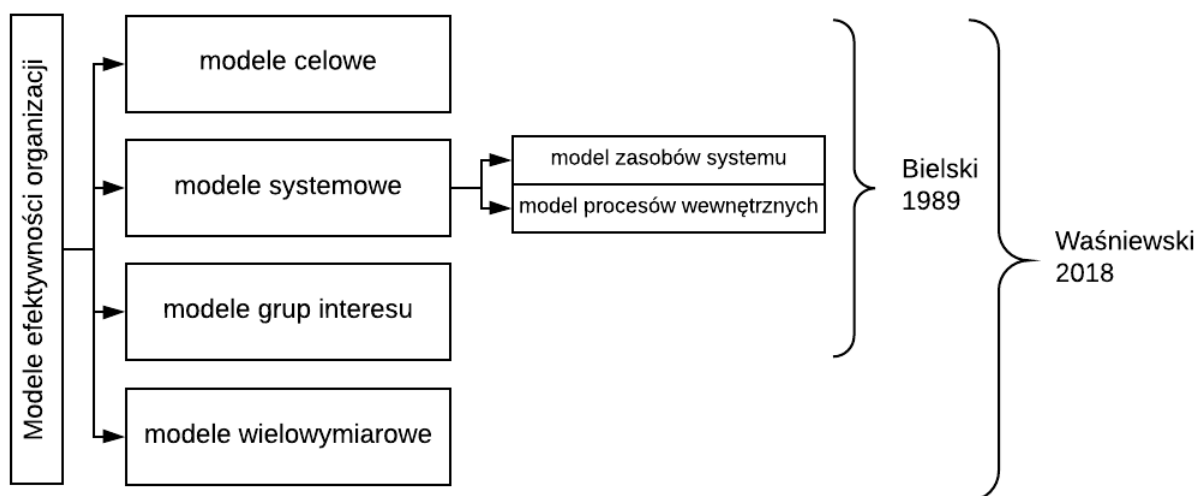 Modele efektywności organizacji
modele celowe
modele systemowe
model zasobów systemu
model procesów wewnętrznych
modele grup interesu
modele wielowymiarowe
Bielski
1989
Waśniewski
2018